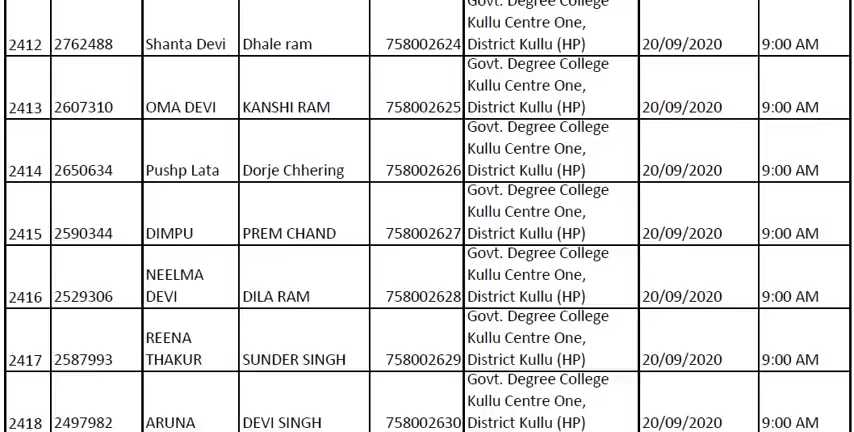 Govt. Degree College
Kullu Centre One,
2412 2762488 Shanta Devi Dhale ram 758002624 District Kullu (HP) 20/09/2020 9:00 AM
Govt. Degree College
Kullu Centre One,
2413 2607310 OMA DEVI KANSHI RAM 758002625 District Kullu (HP) 20/09/2020 9:00 AM
Govt. Degree College
Kullu Centre One,
2414 2650634 Pushp Lata Dorje Chhering 758002626 District Kullu (HP) 20/09/2020 9:00 AM
Govt. Degree College
Kullu Centre One,
2415 2590344 DIMPU PREM CHAND 758002627 District Kullu (HP) 20/09/2020 9:00 AM
Govt. Degree College
NEELMA Kullu Centre One,
2416 2529306 DEVI DILA RAM 758002628 District Kullu (HP) 20/09/2020 9:00 AM
Govt. Degree College
REENA Kullu Centre One,
2417 2587993 THAKUR SUNDER SINGH 758002629 District Kullu (HP) 20/09/2020 9:00 AM
Govt. Degree College
Kullu Centre One,
2418 2497982 ARUNA DEVI SINGH 758002630 District Kullu (HP) 20/09/2020 9:00 AM